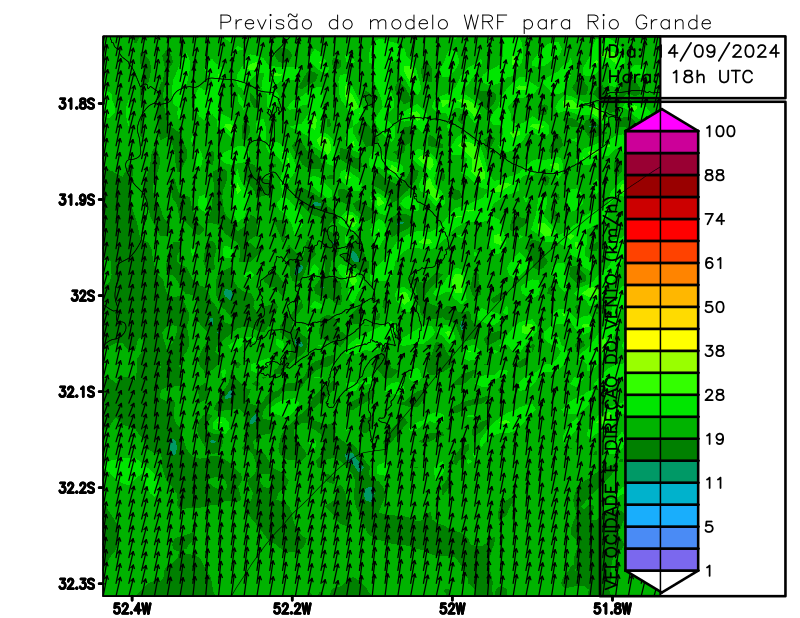 Previsão do modelo WRF para Rio Grande
Dia: 14/09/2024
Hora: 18h UTC
31.8S
31.9S
32S
32.1S
32.2S
32.3S
52.4W
52.2W
52W
51.8W
VELOCIDADE E DIREÇÃO DO VENTO (Km/h)
100
88
74
61
50
38
28
19
11
5
1